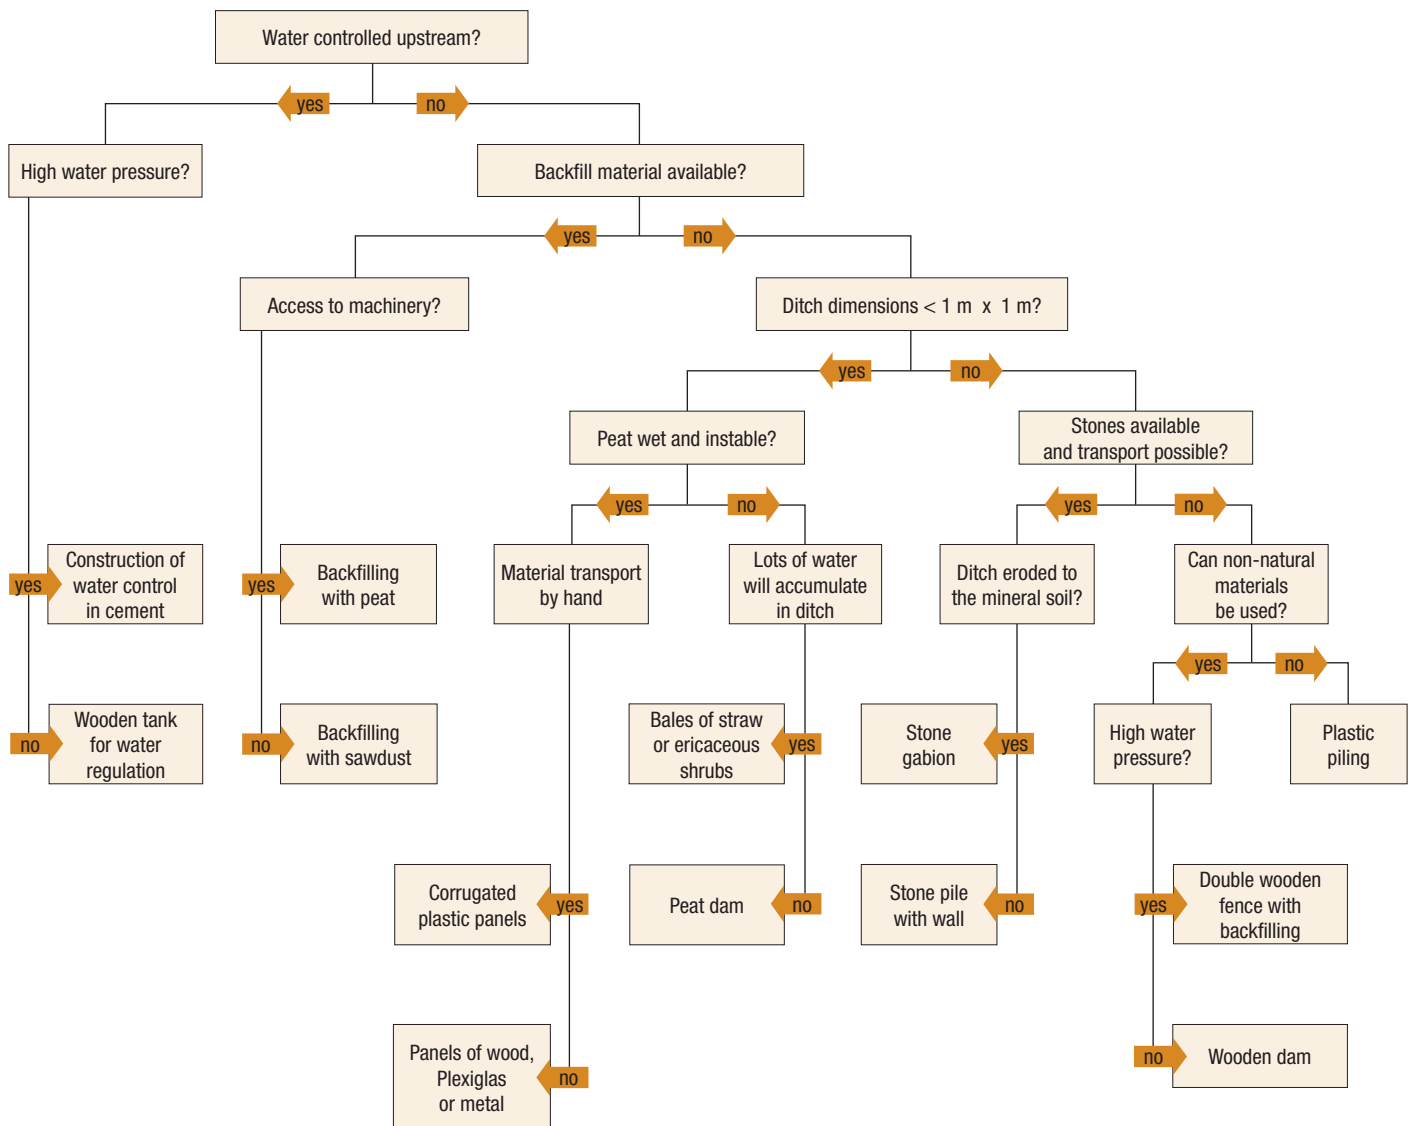 Water controlled upstream?
yes
no
High water pressure?
Backfill material available?
yes
no
Access to machinery?
Ditch dimensions < 1 m x 1 m?
yes
no
Peat wet and instable?
Stones available
and transport possible?
yes
no
yes
no
yes
Construction of
water control
in cement
yes
Backfilling
with peat
Material transport
by hand
Lots of water
will accumulate
in ditch
Ditch eroded to
the mineral soil?
Can non-natural
materials
be used?
yes
no
no
Wooden tank
for water
regulation
no
Backfilling
with sawdust
Bales of straw
or ericaceous
shrubs
yes
Stone
gabion
yes
High water
pressure?
Plastic
piling
Corrugated
plastic panels
yes
Peat dam
no
Stone pile
with wall
no
yes
Double wooden
fence with
backfilling
Panels of wood,
Plexiglas
or metal
no
no
Wooden dam